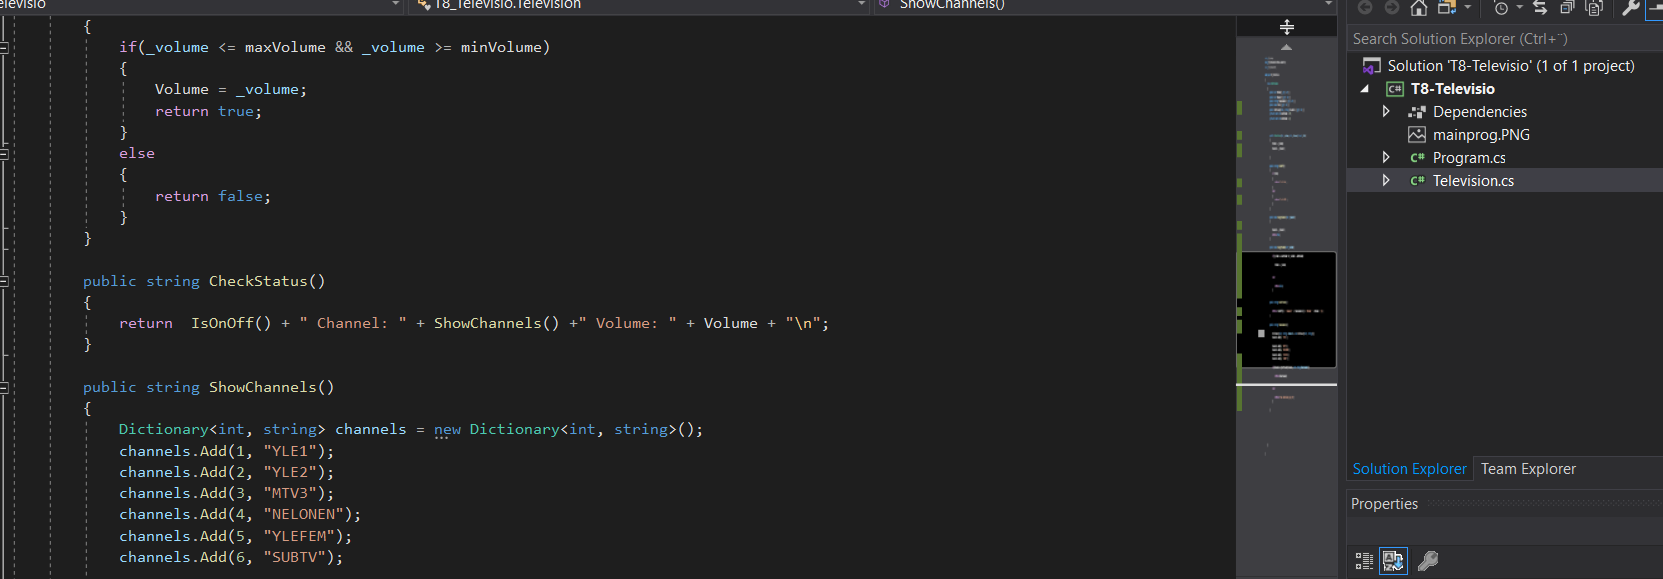 elevisio
T8_Televisio.Television
ShowChannels()
{
if(_volume <= maxVolume && _volume >= minVolume)
{
Volume = _volume;
return true;
}
else
{
return false;
}
}
public string CheckStatus()
{
return  IsOnOff() + " Channel: " + ShowChannels() +" Volume: " + Volume + "\n";
}
public string ShowChannels()
{
Dictionary<int, string> channels = new Dictionary<int, string>();
channels.Add(1, "YLE1");
channels.Add(2, "YLE2");
channels.Add(3, "MTV3");
channels.Add(4, "NELONEN");
channels.Add(5, "YLEFEM");
channels.Add(6, "SUBTV");
Search Solution Explorer (Ctrl+¨)
Solution 'T8-Televisio' (1 of 1 project)
C# T8-Televisio
Dependencies
mainprog.PNG
C# Program.cs
C# Television.cs
Solution Explorer
Team Explorer
Properties